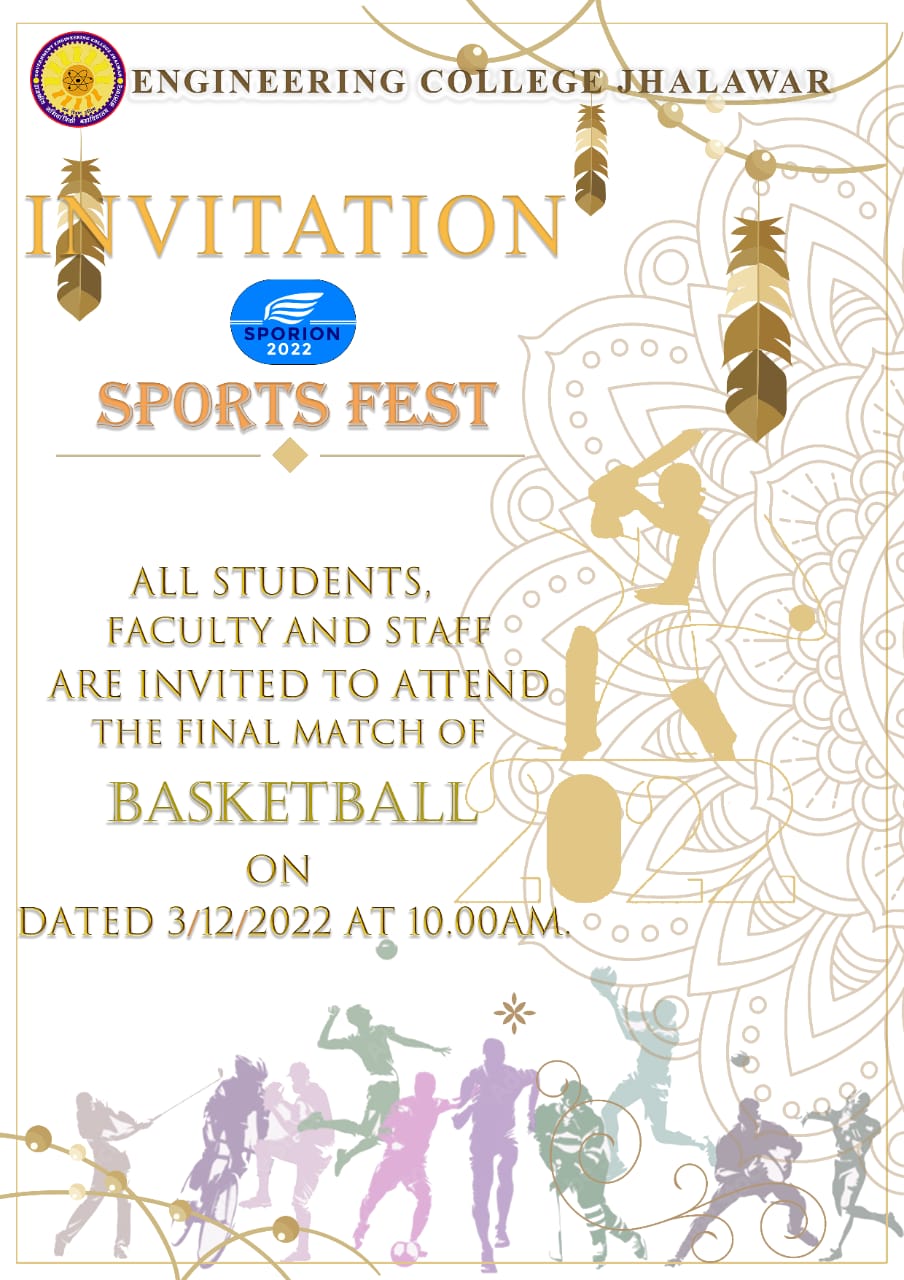 ENGINEERING COLLEGE JHALAWAR
INVITATION
SPORION
2022
SPORTS FEST
ALL STUDENTS,
FACULTY AND STAFF
ARE INVITED TO ATTEND
THE FINAL MATCH OF
BASKETBALL
ON
DATED 3/12/2022 AT 10.00AM.
2022